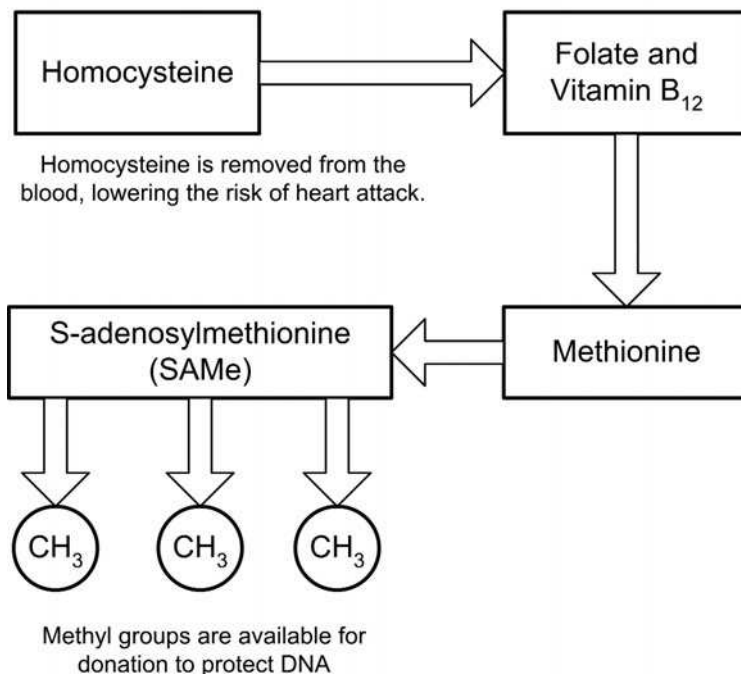 Homocysteine
Folate and
Vitamin B12
Homocysteine is removed from the
blood, lowering the risk of heart attack.
S-adenosylmethionine
(SAMe)
Methionine
CH3
CH3
CH3
Methyl groups are available for
donation to protect DNA